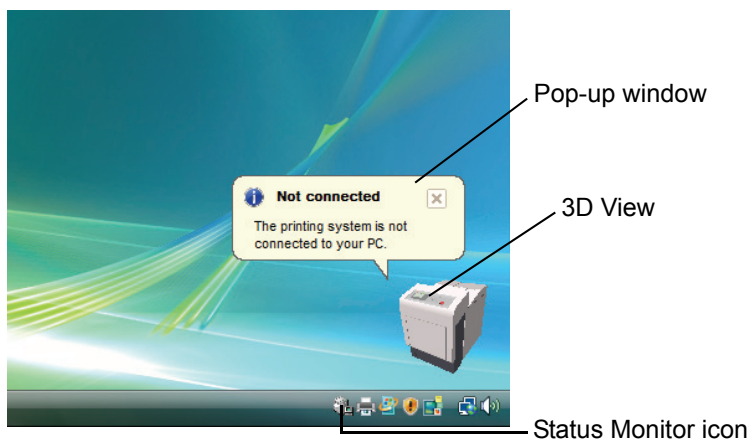 Pop-up window
Not connected
The printing system is not
connected to your PC.
3D View
Status Monitor icon